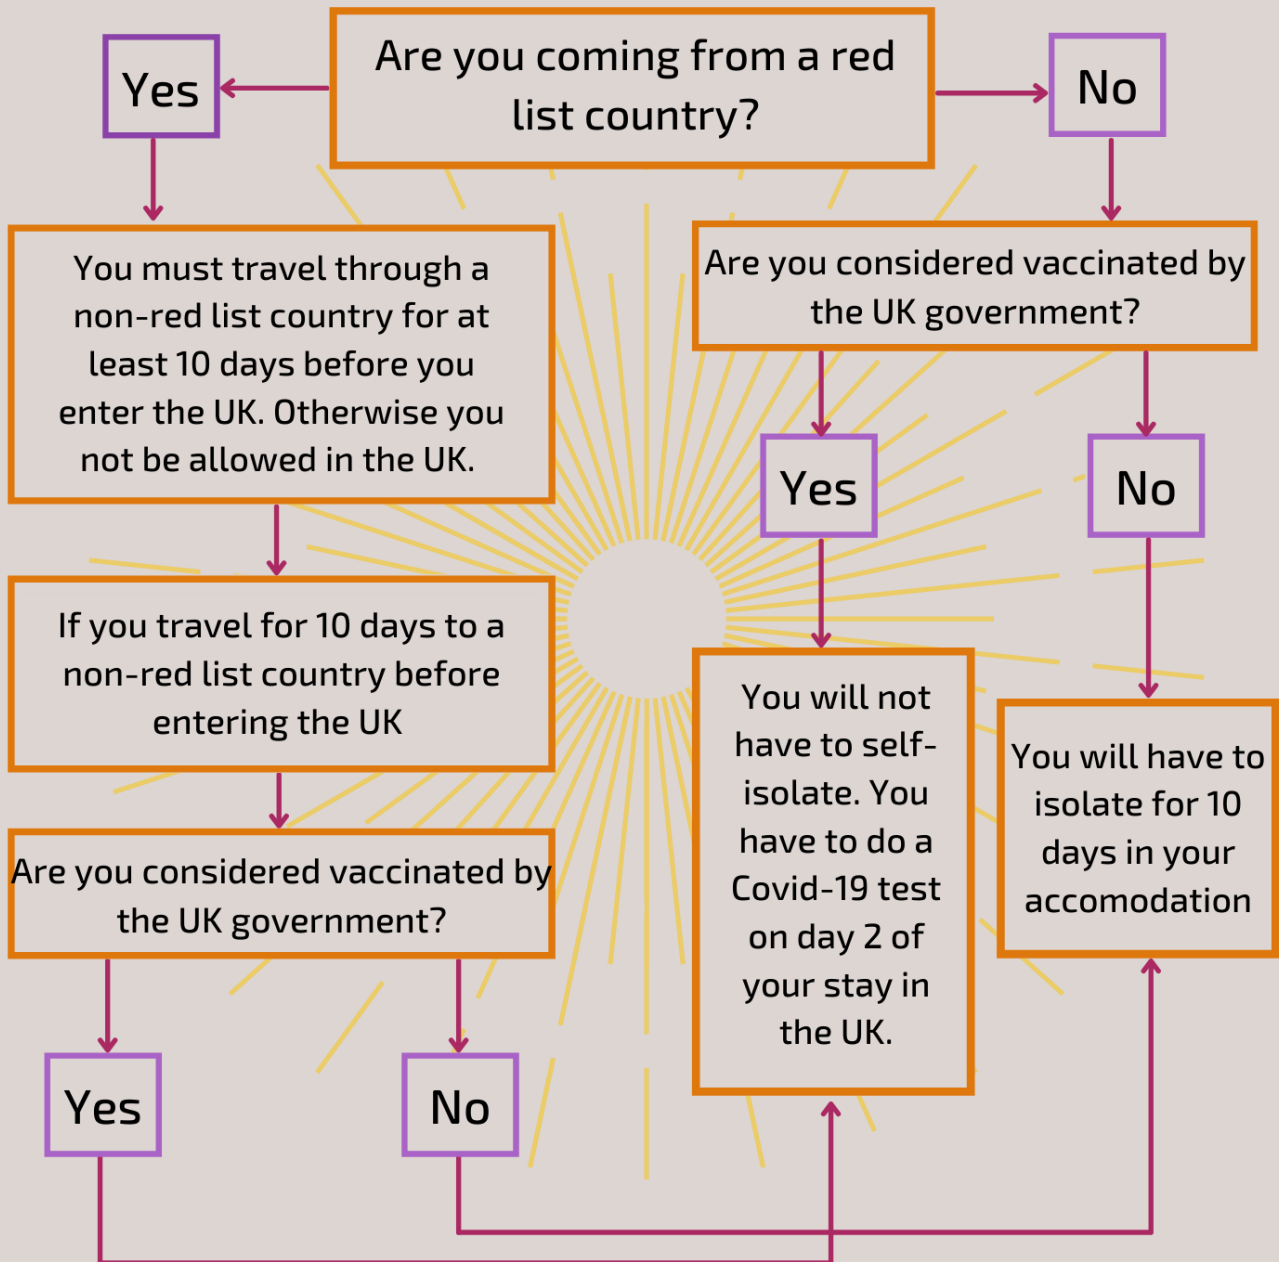 Are you coming from a red
list country?
Yes
No
You must travel through a
non-red list country for at
least 10 days before you
enter the UK. Otherwise you
not be allowed in the UK.
Are you considered vaccinated by
the UK government?
Yes
No
If you travel for 10 days to a
non-red list country before
entering the UK
You will not
have to self-
isolate. You
have to do a
Covid-19 test
on day 2 of
your stay in
the UK.
You will have to
isolate for 10
days in your
accomodation
Are you considered vaccinated by
the UK government?
Yes
No